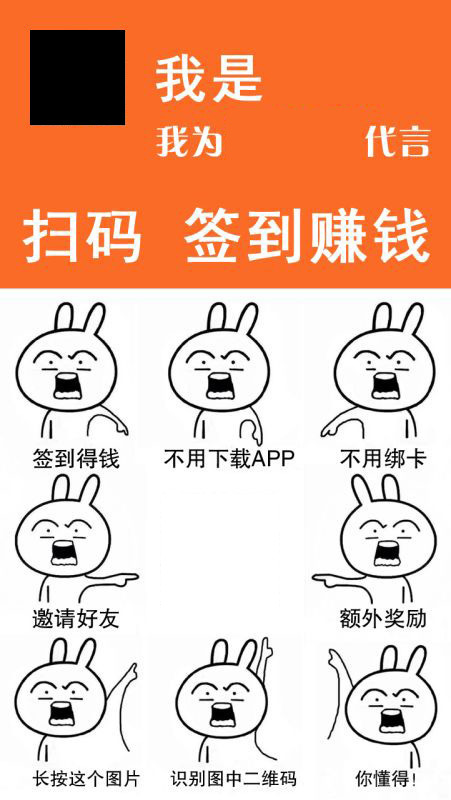 我是
我为 代言
扫码 签到赚钱
签到得钱 不用下载APP 不用绑卡
邀请好友 额外奖励
长按这个图片 识别图中二维码 你懂得!